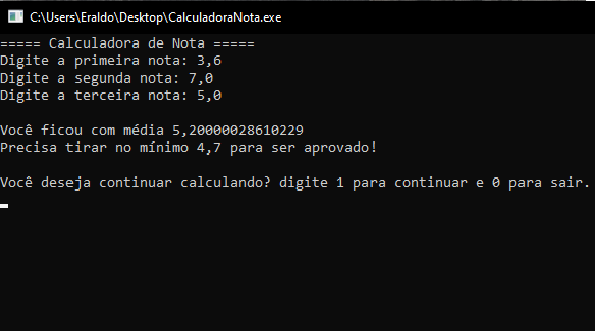 C:\Users\Eraldo\Desktop\CalculadoraNota.exe
===== Calculadora de Nota =====
Digite a primeira nota: 3,6
Digite a segunda nota: 7,0
Digite a terceira nota: 5,0
Você ficou com média 5,20000028610229
Precisa tirar no mínimo 4,7 para ser aprovado!
Você deseja continuar calculando? digite 1 para continuar e 0 para sair.